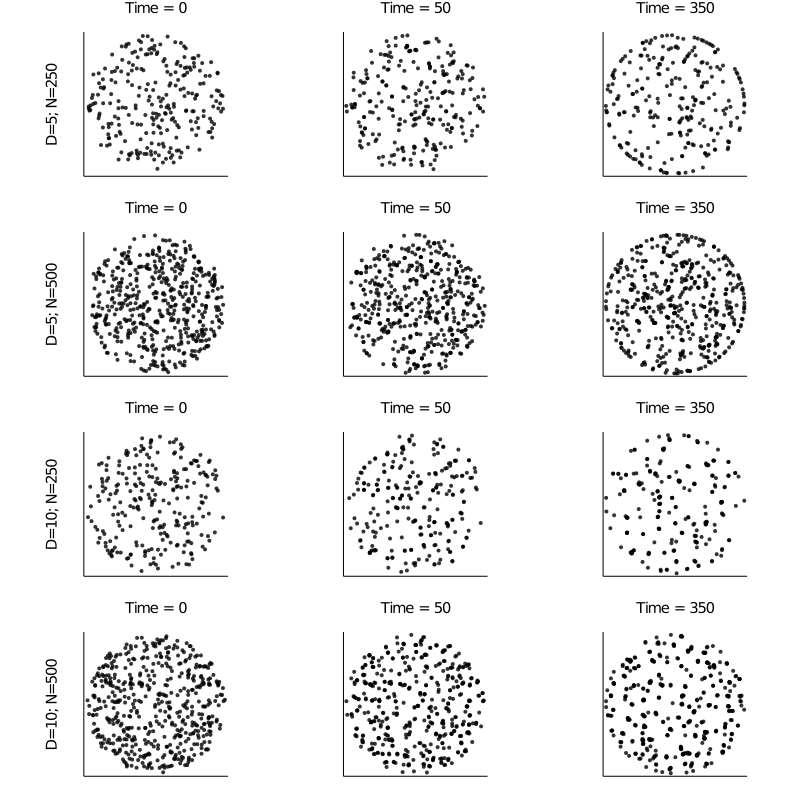 Time = 0
Time = 50
Time = 350
D=5; N=250
Time = 0
Time = 50
Time = 350
D=5; N=500
Time = 0
Time = 50
Time = 350
D=10; N=250
Time = 0
Time = 50
Time = 350
D=10; N=500